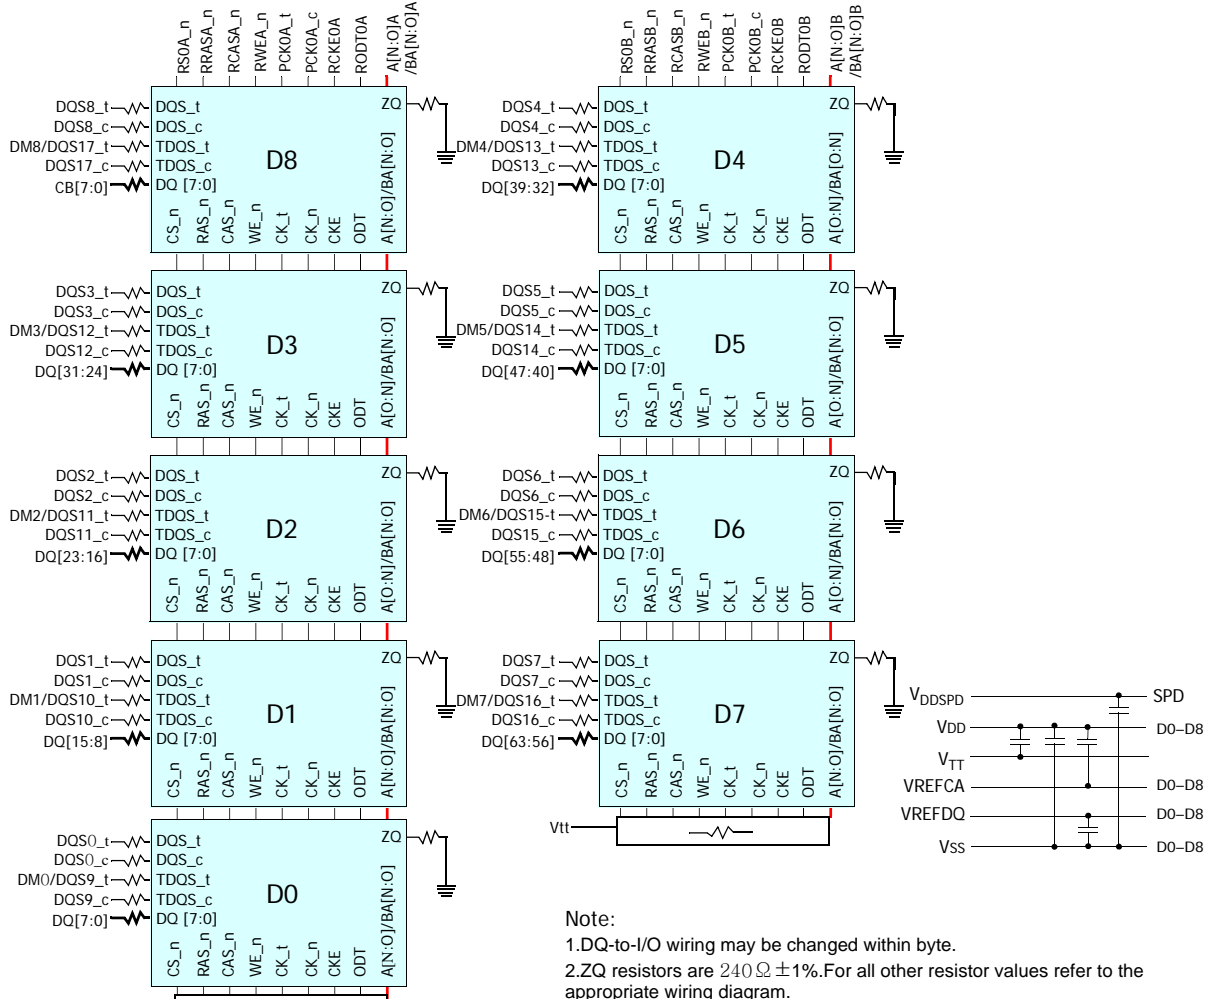 RS0A_n RRASA_n RCASA_n RWEA_n PCK0A_t PCK0A_c RCKE0A RODT0A A[N:O]A /BA[N:O]A
DQS8_t DQS_t ZQ
DQS8_c DQS_c
DM8/DQS17_t TDQS_t
DQS17_c TDQS_c
CB[7:0] DQ [7:0]
D8
CS_n RAS_n CAS_n WE_n CK_t CK_n CKE ODT A[N:O]/BA[N:O]
DQS3_t DQS_t ZQ
DQS3_c DQS_c
DM3/DQS12_t TDQS_t
DQS12_c TDQS_c
DQ[31:24] DQ [7:0]
D3
CS_n RAS_n CAS_n WE_n CK_t CK_n CKE ODT A[O:N]/BA[N:O]
DQS2_t DQS_t ZQ
DQS2_c DQS_c
DM2/DQS11_t TDQS_t
DQS11_c TDQS_c
DQ[23:16] DQ [7:0]
D2
CS_n RAS_n CAS_n WE_n CK_t CK_n CKE ODT A[O:N]/BA[N:O]
DQS1_t DQS_t ZQ
DQS1_c DQS_c
DM1/DQS10_t TDQS_t
DQS10_c TDQS_c
DQ[15:8] DQ [7:0]
D1
CS_n RAS_n CAS_n WE_n CK_t CK_n CKE ODT A[N:O]/BA[N:O]
DQS0_t DQS_t ZQ
DQS0_c DQS_c
DM0/DQS9_t TDQS_t
DQS9_c TDQS_c
DQ[7:0] DQ [7:0]
D0
CS_n RAS_n CAS_n WE_n CK_t CK_n CKE ODT A[N:O]/BA[N:O]
RS0B_n RRASB_n RCASB_n RWEB_n PCK0B_t PCK0B_c RCKE0B RODT0B A[N:O]B /BA[N:O]B
DQS4_t DQS_t ZQ
DQS4_c DQS_c
DM4/DQS13_t TDQS_t
DQS13_c TDQS_c
DQ[39:32] DQ [7:0]
D4
CS_n RAS_n CAS_n WE_n CK_t CK_n CKE ODT A[O:N]/BA[O:N]
DQS5_t DQS_t ZQ
DQS5_c DQS_c
DM5/DQS14_t TDQS_t
DQS14_c TDQS_c
DQ[47:40] DQ [7:0]
D5
CS_n RAS_n CAS_n WE_n CK_t CK_n CKE ODT A[O:N]/BA[N:O]
DQS6_t DQS_t ZQ
DQS6_c DQS_c
DM6/DQS15-t TDQS_t
DQS15_c TDQS_c
DQ[55:48] DQ [7:0]
D6
CS_n RAS_n CAS_n WE_n CK_t CK_n CKE ODT A[O:N]/BA[N:O]
DQS7_t DQS_t ZQ
DQS7_c DQS_c
DM7/DQS16_t TDQS_t
DQS16_c TDQS_c
DQ[63:56] DQ [7:0]
D7
CS_n RAS_n CAS_n WE_n CK_t CK_n CKE ODT A[N:O]/BA[N:O]
Vtt
VDDSPD SPD
VDD D0–D8
VTT
VREFCA D0–D8
VREFDQ D0–D8
VSS D0–D8
Note:
1.DQ-to-I/O wiring may be changed within byte.
2.ZQ resistors are 240Ω±1%.For all other resistor values refer to the
appropriate wiring diagram.